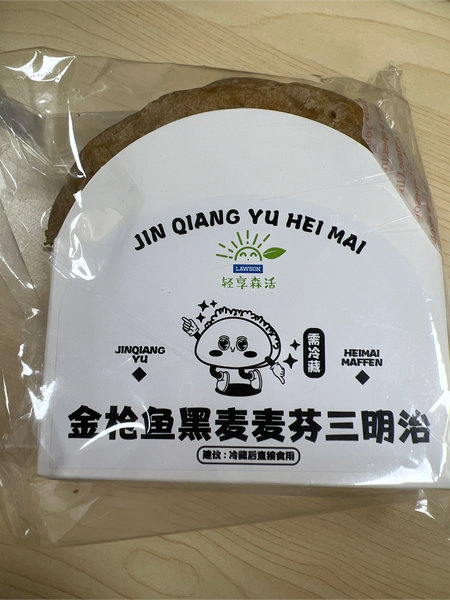 JIN QIANG YU HEI MAI
LAWSON
轻享森活
需冷藏
JINQIANG
YU
HEIMAI
MAFFEN
金枪鱼黑麦麦芬三明治
建议:冷藏后直接食用